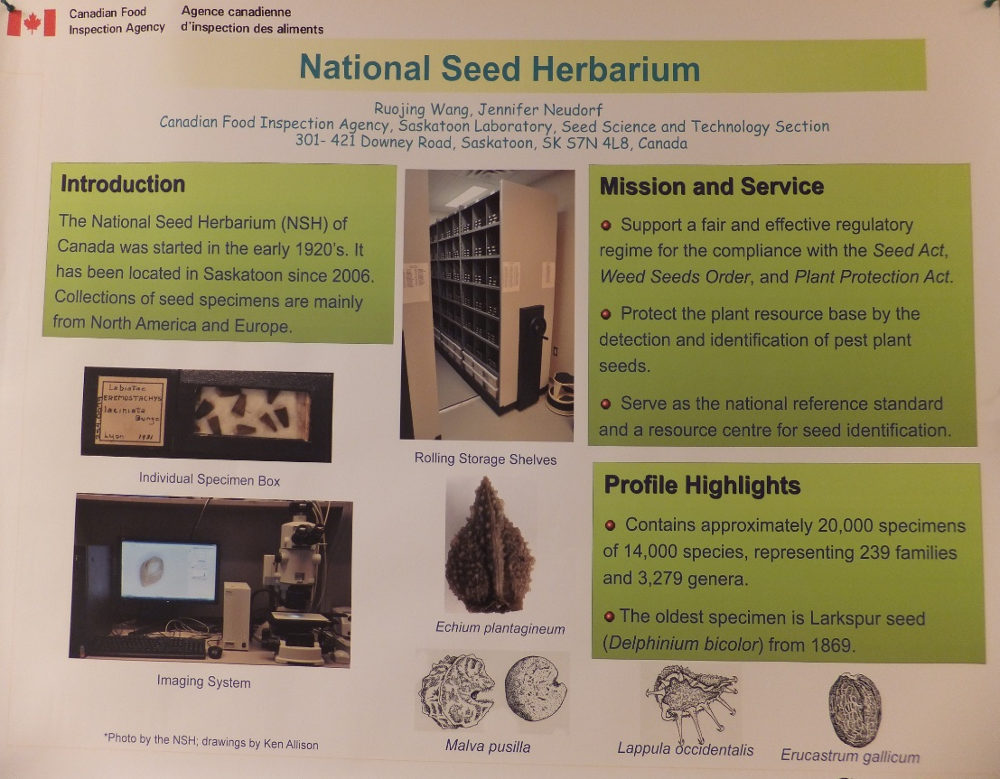 Canadian Food
Inspection Agency
Agence canadienne
d'inspection des aliments
National Seed Herbarium
Ruojing Wang, Jennifer Neudorf
Canadian Food Inspection Agency, Saskatoon Laboratory, Seed Science and Technology Section
301- 421 Downey Road, Saskatoon, SK S7N 4L8, Canada
Introduction
The National Seed Herbarium (NSH) of
Canada was started in the early 1920's. It
has been located in Saskatoon since 2006.
Collections of seed specimens are mainly
from North America and Europe.
Labiatae
EREMOSTACHYS
laciniata
Bunge
Lyon 1931
Individual Specimen Box
Imaging System
*Photo by the NSH; drawings by Ken Allison
Rolling Storage Shelves
Echium plantagineum
Malva pusilla
Mission and Service
Support a fair and effective regulatory
regime for the compliance with the Seed Act,
Weed Seeds Order, and Plant Protection Act.
Protect the plant resource base by the
detection and identification of pest plant
seeds.
Serve as the national reference standard
and a resource centre for seed identification.
Profile Highlights
Contains approximately 20,000 specimens
of 14,000 species, representing 239 families
and 3,279 genera.
The oldest specimen is Larkspur seed
(Delphinium bicolor) from 1869.
Lappula occidentalis
Erucastrum gallicum